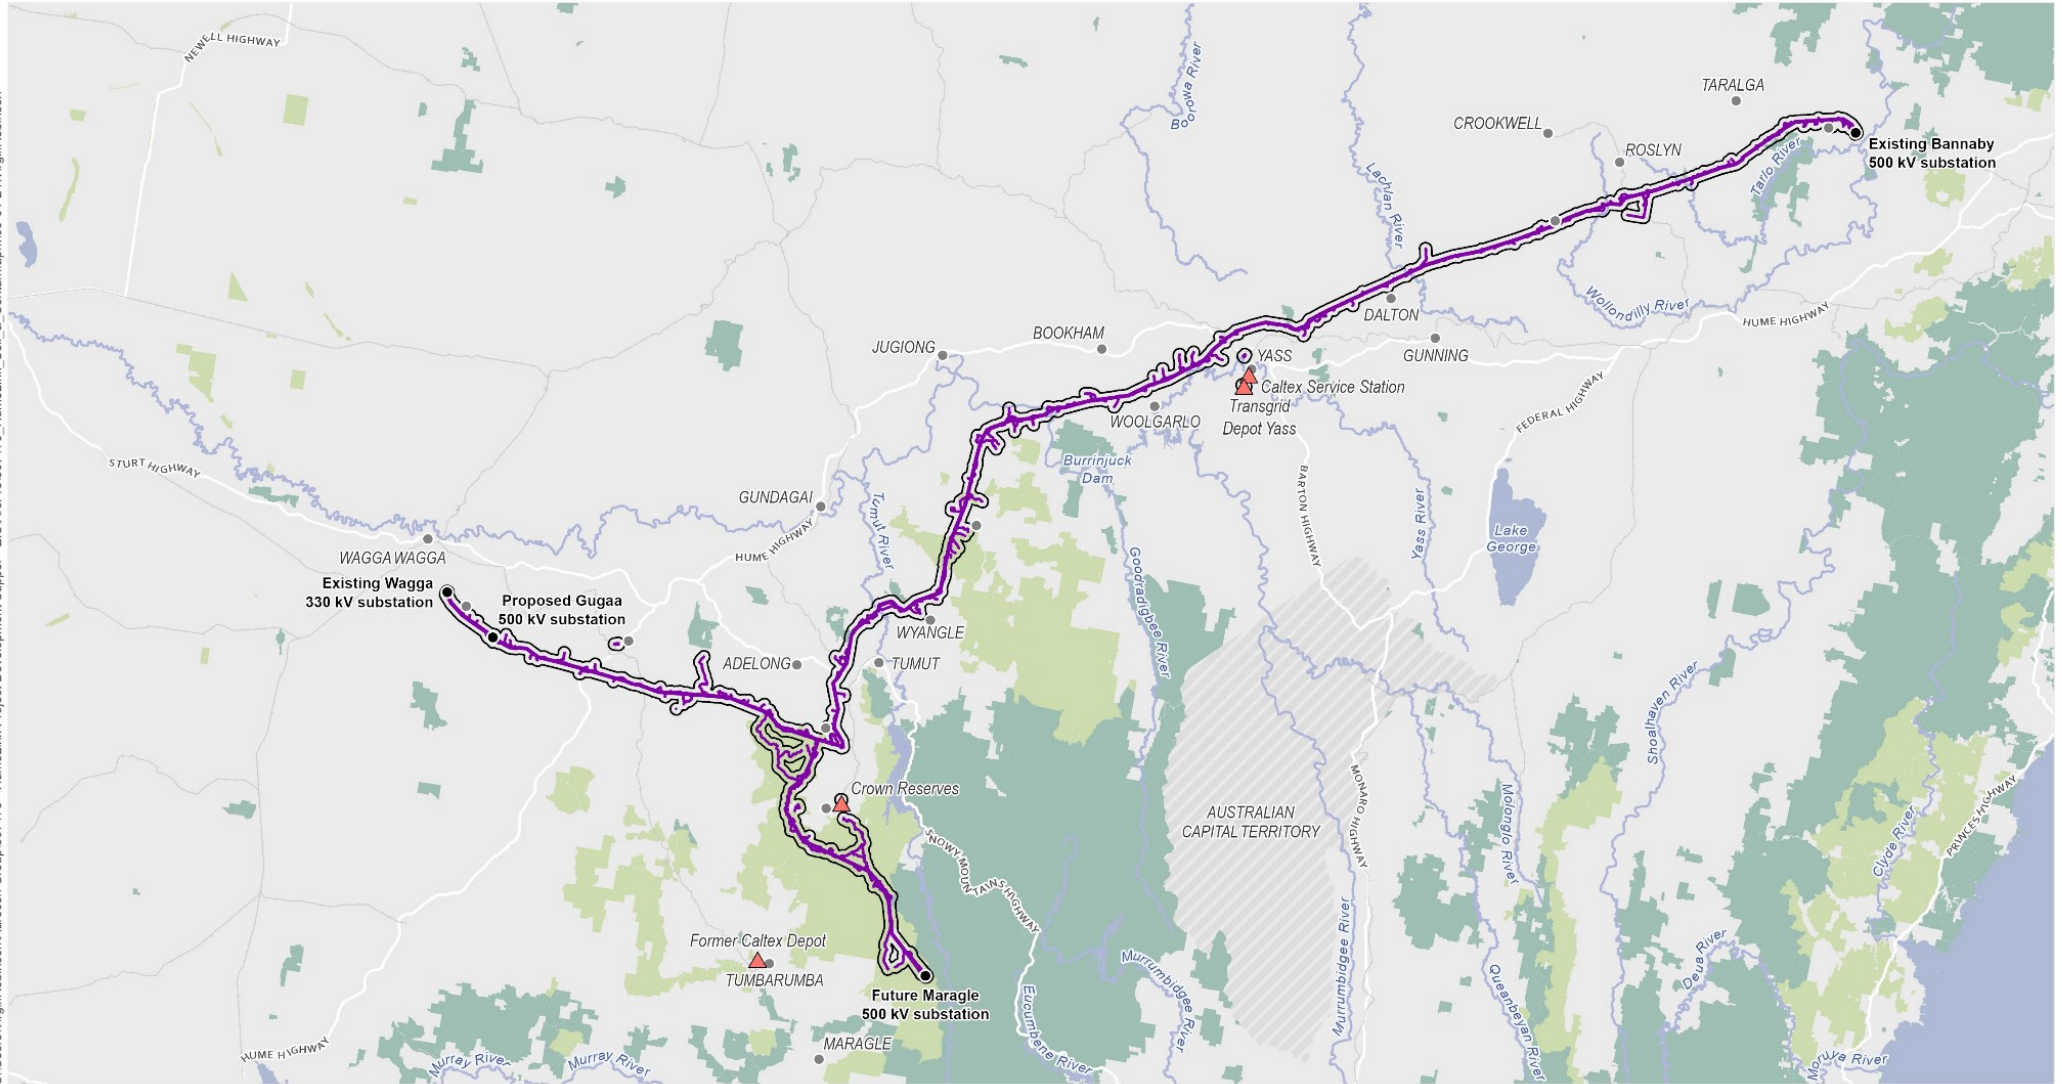 NEWELL HIGHWAY
Boorowa River
TARALGA
CROOKWELL
ROSLYN
Existing Bannaby
500 kV substation
Tarlo River
Lachlan River
Wollondilly River
HUME HIGHWAY
DALTON
BOOKHAM
JUGIONG
YASS
GUNNING
Caltex Service Station
Transgrid
Depot Yass
WOOLGARLO
FEDERAL HIGHWAY
STURT HIGHWAY
Burrinjuck
Dam
GUNDAGAI
Tumut River
BARTON HIGHWAY
Yass River
Lake
George
HUME HIGHWAY
WAGGA WAGGA
Existing Wagga
330 kV substation
Proposed Gugaa
500 kV substation
Goodradigbee River
WYANGLE
ADELONG
TUMUT
Shoalhaven River
Crown Reserves
AUSTRALIAN
CAPITAL TERRITORY
MONARO HIGHWAY
Molonglo River
PRINCES HIGHWAY
Clyde River
SNOWY MOUNTAINS HIGHWAY
Former Caltex Depot
TUMBARUMBA
Murrumbidgee River
Murrumbidgee River
Queanbeyan River
Deua River
Future Maragle
500 kV substation
Eucumbene River
MARAGLE
HUME HIGHWAY
Murray River
Murray River
Moruya River